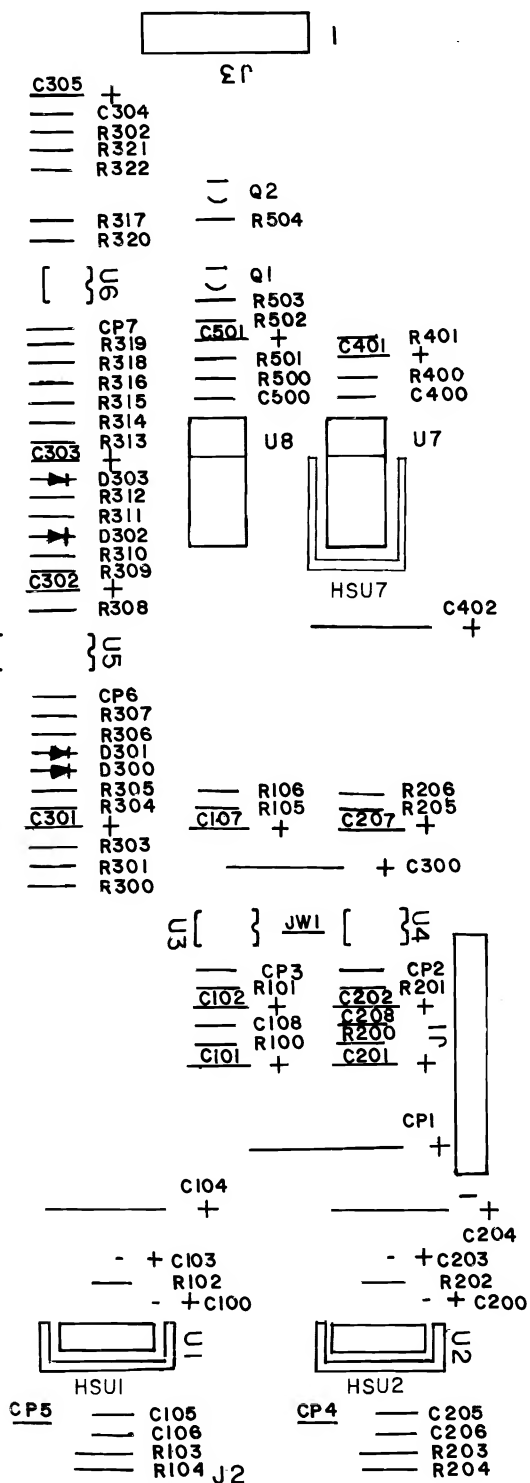 1
J3
C305 +
C304
R302
R321
R322
Q2
R317 R504
R320
U6 Q1
R503
CP7 R502
R319 C501 + R401
R318 R501 C401 +
R316 R500 R400
R315 C500 C400
R314
R313 U8 U7
C303 +
D303
R312
R311
D302
R310
R309
C302 + HSU7
R308 C402 +
U5
CP6
R307
R306
D301
D300
R305 R106 R206
R304 R105 R205
C301 + C107 + C207 +
R303
R301 + C300
R300
U3 JW1 U4
CP3 CP2
R101 R201
C102 + C202 +
C108 C208
R100 R200 J1
C101 + C201 +
CP1 +
C104 + - +
C204
- + C103 - + C203
R102 R202
- + C100 - + C200
U1 U2
HSU1 HSU2
CP5 C105 CP4 C205
C106 C206
R103 R203
R104 J2 R204